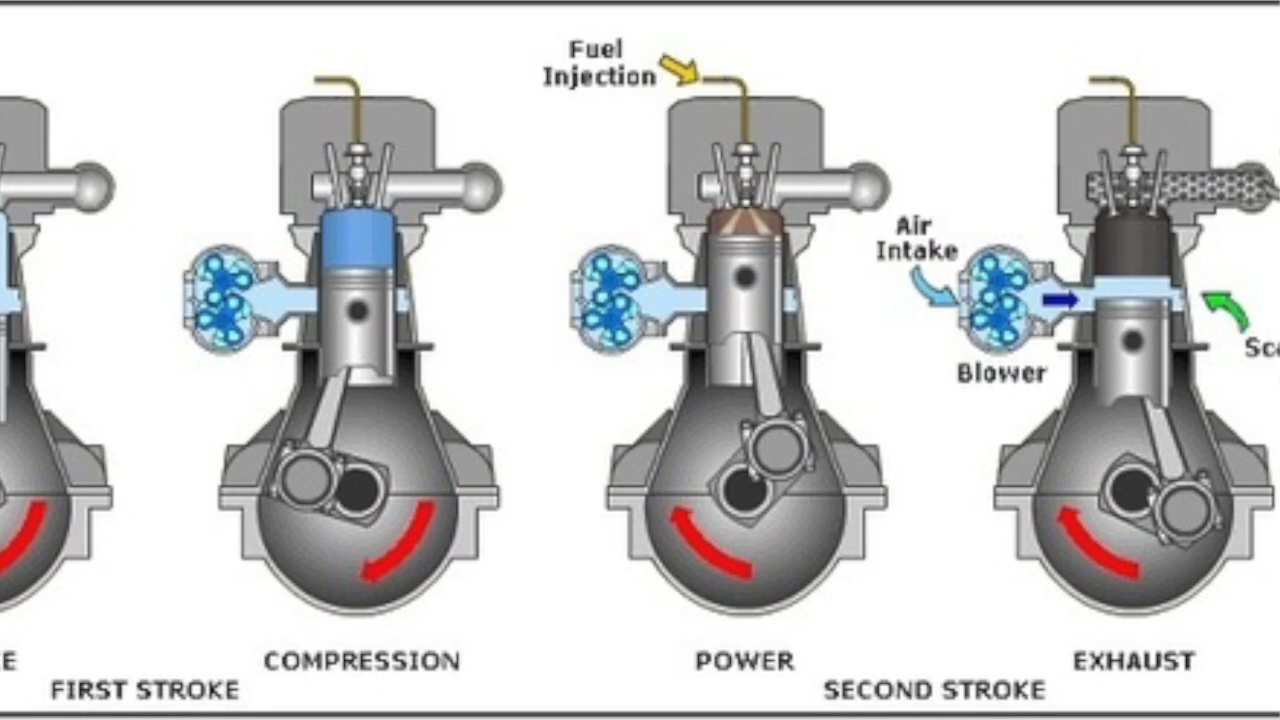 Fuel
Injection
Air
Intake
Blower
COMPRESSION
POWER
EXHAUST
FIRST STROKE
SECOND STROKE